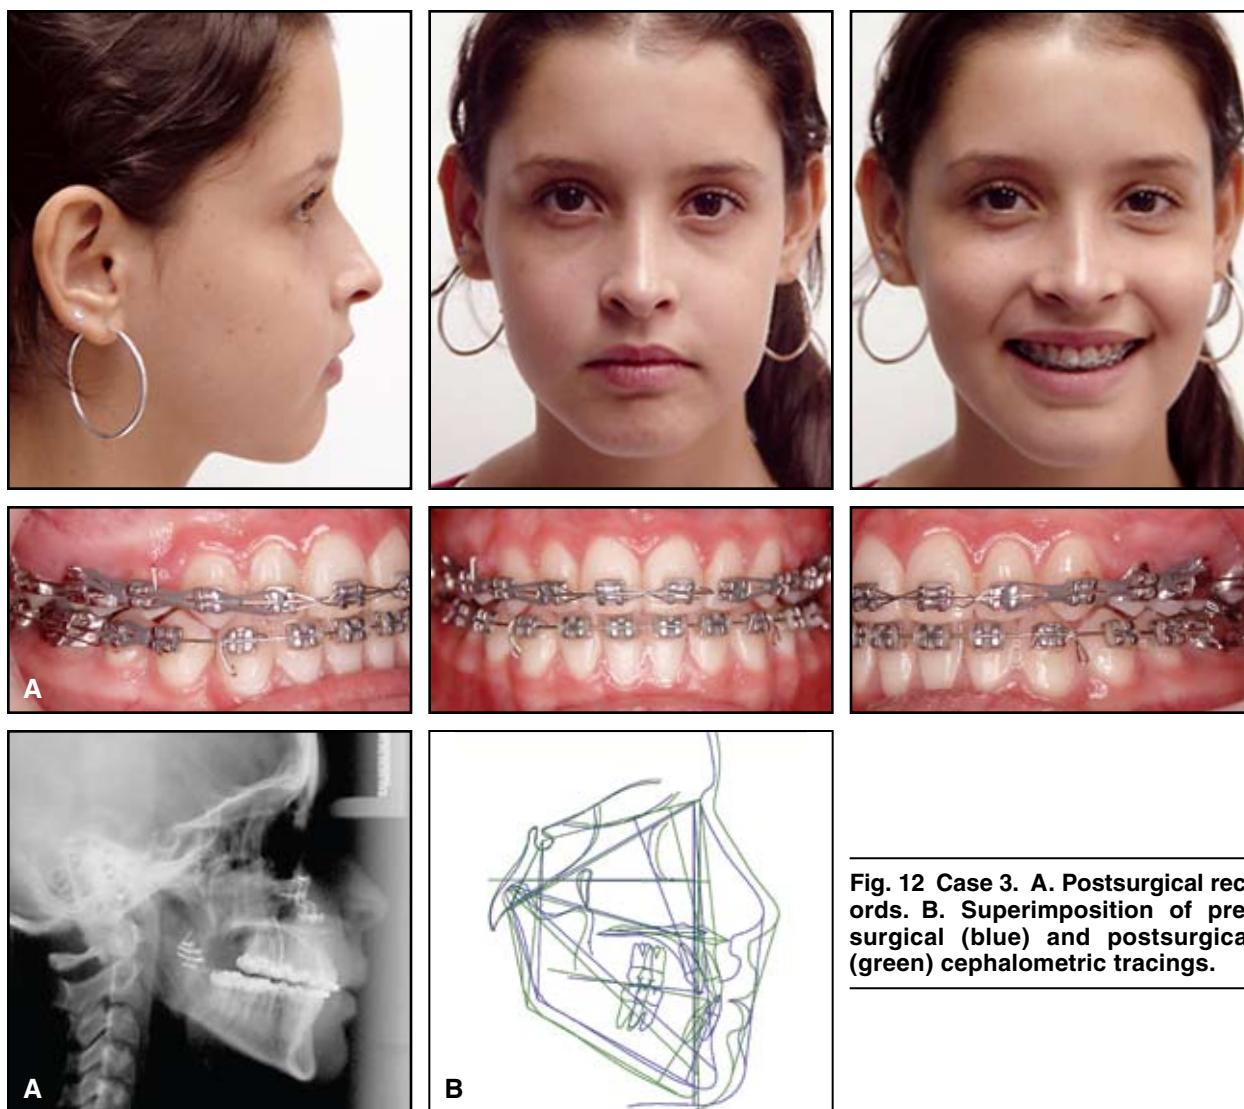 A
A
B
Fig. 12 Case 3. A. Postsurgical rec
ords. B. Superimposition of pre
surgical (blue) and postsurgica
(green) cephalometric tracings.